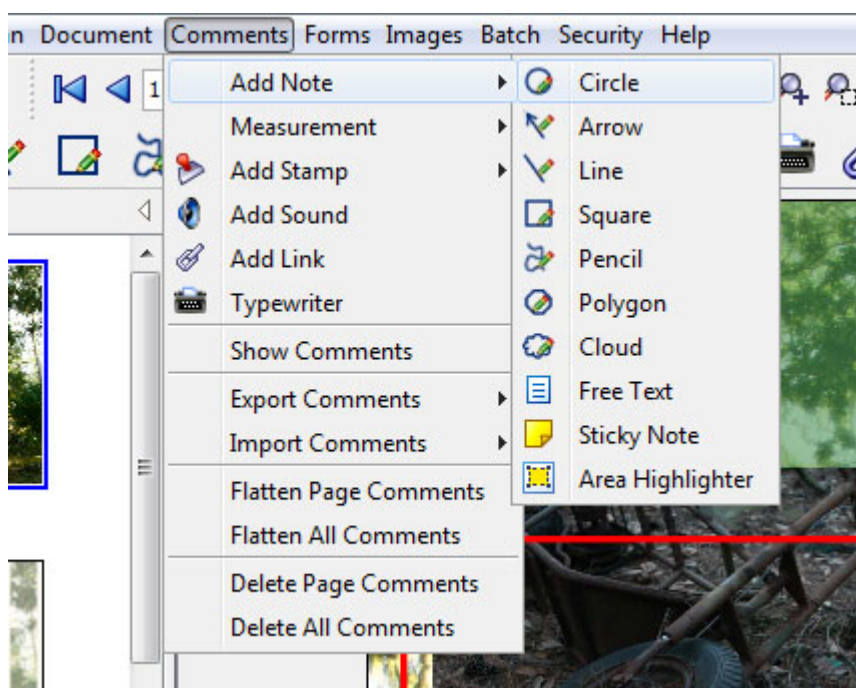 n Document Comments Forms Images Batch Security Help
1
Add Note
Measurement
Add Stamp
Add Sound
Add Link
Typewriter
Show Comments
Export Comments
Import Comments
Flatten Page Comments
Flatten All Comments
Delete Page Comments
Delete All Comments
Circle
Arrow
Line
Square
Pencil
Polygon
Cloud
Free Text
Sticky Note
Area Highlighter